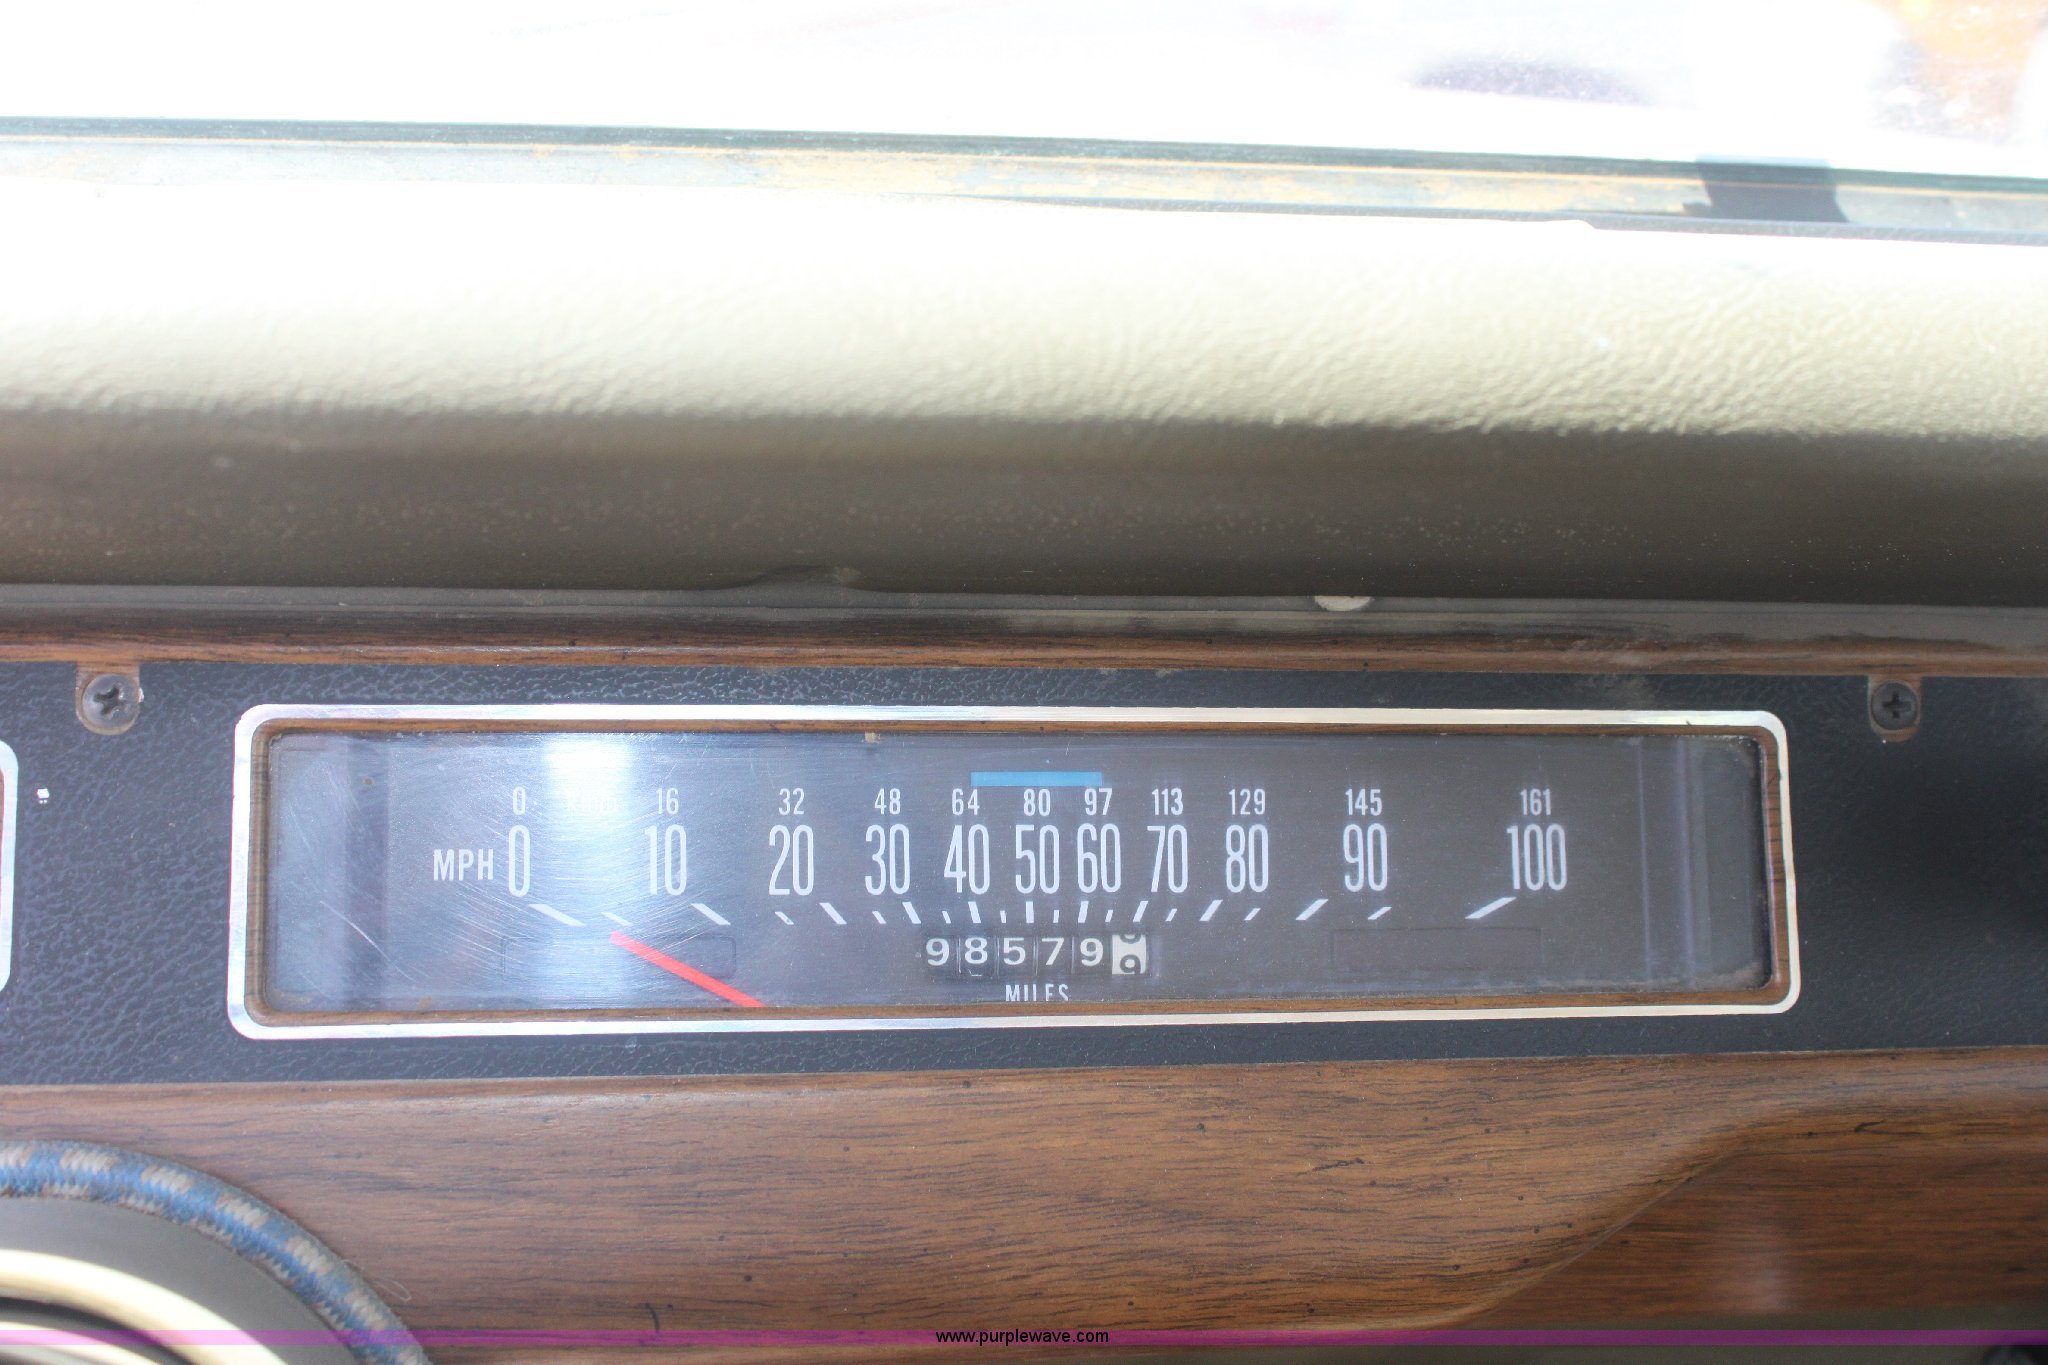 0 km/h 16 32 48 64 80 97 113 129 145 161
MPH 0 10 20 30 40 50 60 70 80 90 100
98579
MILES
www.purplewave.com